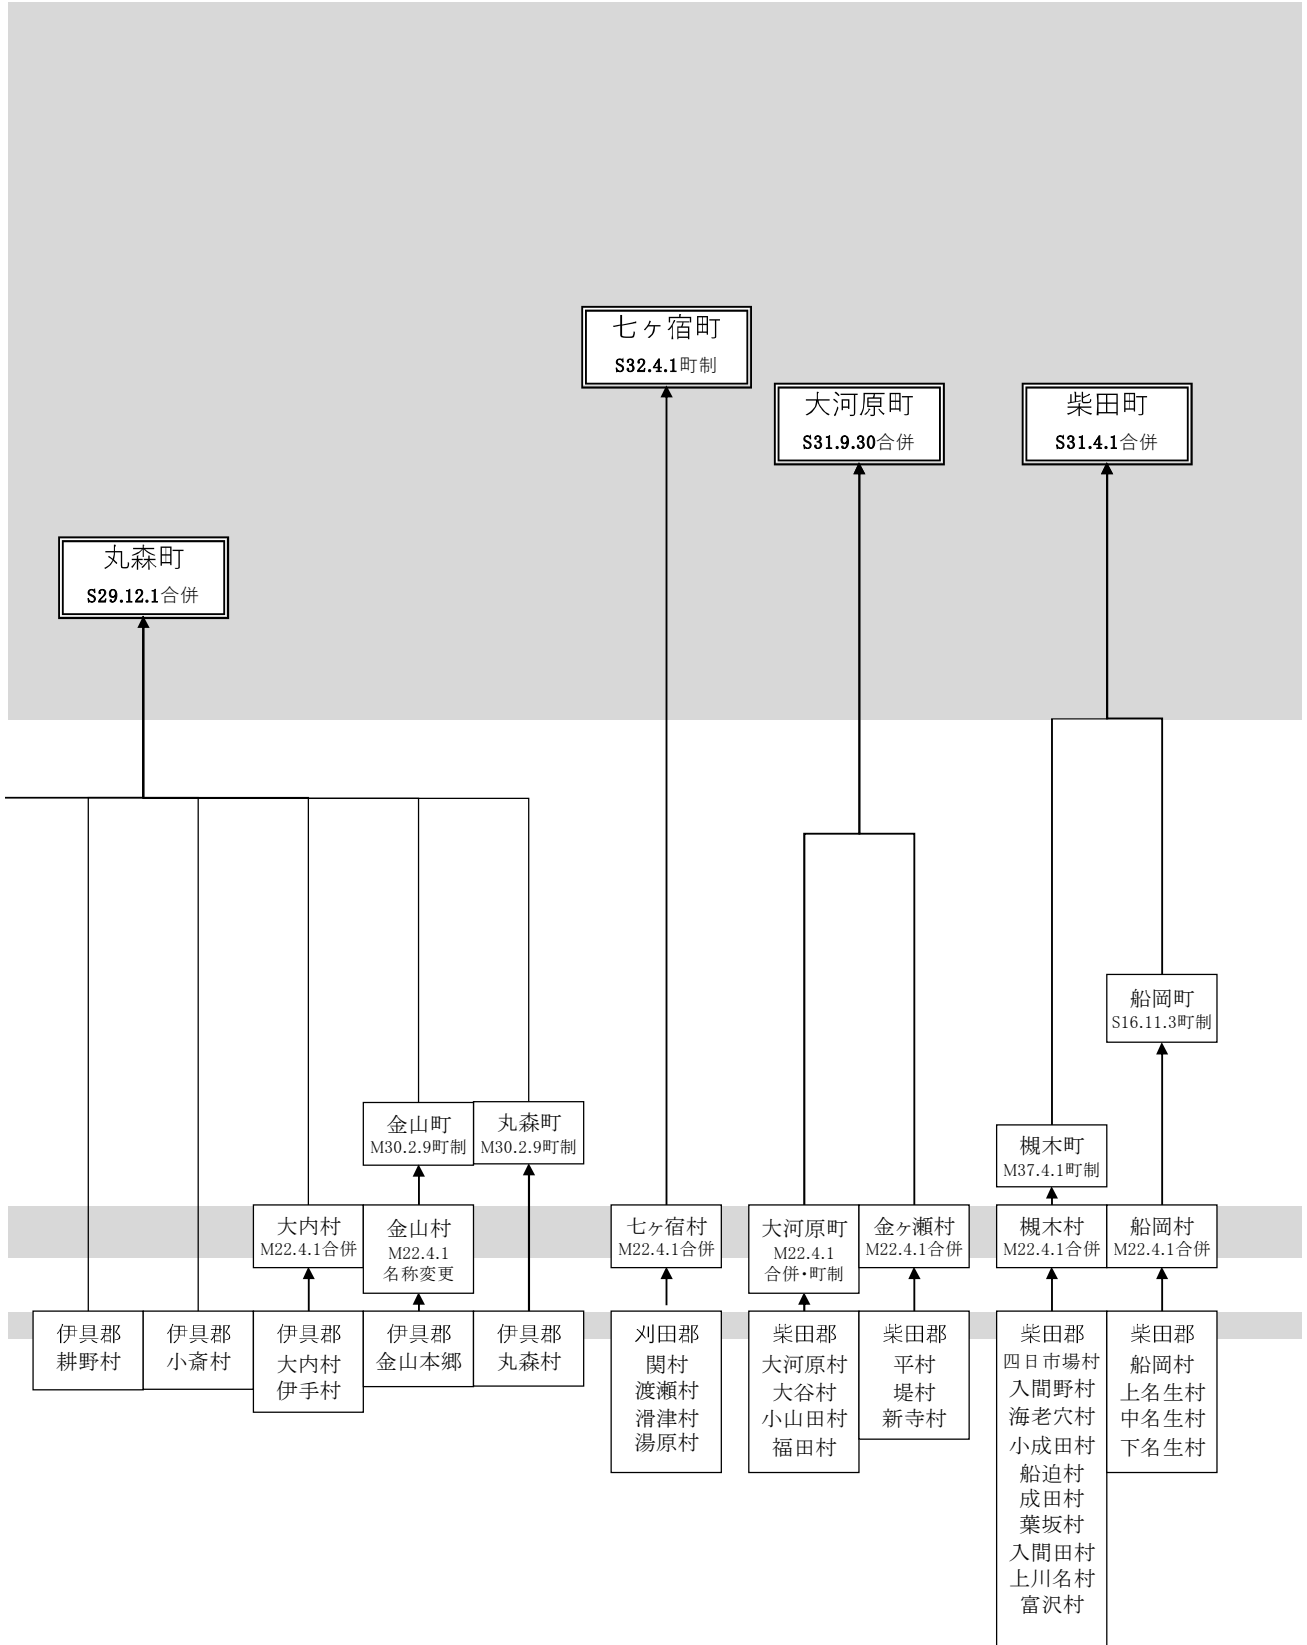 七ヶ宿町
S32.4.1町制
大河原町
S31.9.30合併
柴田町
S31.4.1合併
丸森町
S29.12.1合併
船岡町
S16.11.3町制
金山町
M30.2.9町制
丸森町
M30.2.9町制
槻木町
M37.4.1町制
大内村
M22.4.1合併
金山村
M22.4.1
名称変更
七ヶ宿村
M22.4.1合併
大河原町
M22.4.1
合併・町制
金ヶ瀬村
M22.4.1合併
槻木村
M22.4.1合併
船岡村
M22.4.1合併
伊具郡
耕野村
伊具郡
小斎村
伊具郡
大内村
伊手村
伊具郡
金山本郷
伊具郡
丸森村
刈田郡
関村
渡瀬村
滑津村
湯原村
柴田郡
大河原村
大谷村
小山田村
福田村
柴田郡
平村
堤村
新寺村
柴田郡
四日市場村
入間野村
海老穴村
小成田村
船迫村
成田村
葉坂村
入間田村
上川名村
富沢村
柴田郡
船岡村
上名生村
中名生村
下名生村